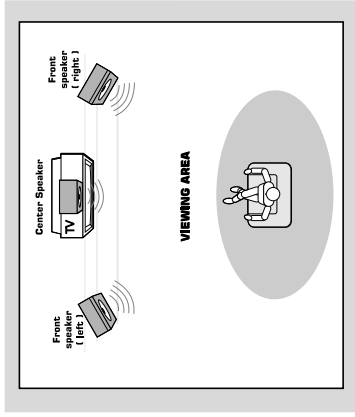 Front
speaker
( left )
Center Speaker
TV
Front
speaker
( right )
VIEWING AREA